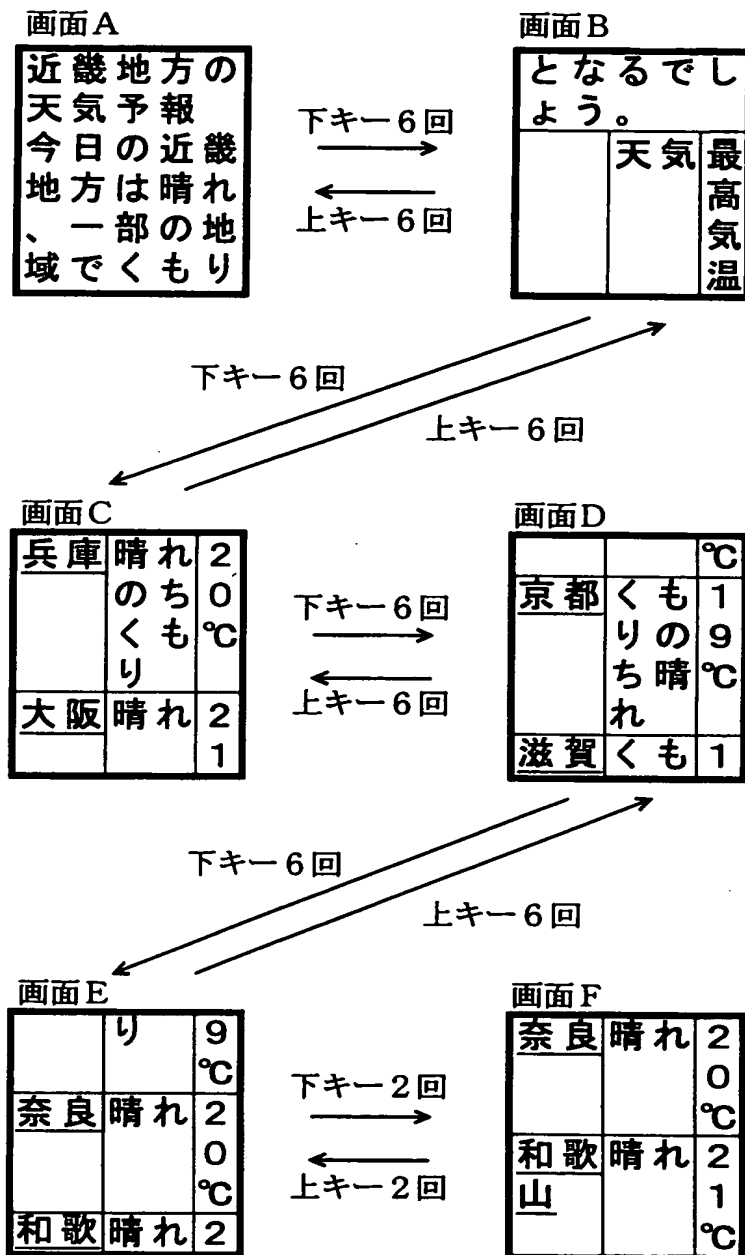 画面A
近畿地方の
天気予報
今日の近畿
地方は晴れ
、一部の地
域でくもり
下キー6回
上キー6回
画面B
となるでし
ょう。
天気 最
高
気
温
下キー6回
上キー6回
画面C
兵庫 晴れ 2
のち 0
くも ℃
り
大阪 晴れ 2
1
下キー6回
上キー6回
画面D
℃
京都 くも 1
りの 9
ち晴 ℃
れ
滋賀 くも 1
下キー6回
上キー6回
画面E
り 9
℃
奈良 晴れ 2
0
℃
和歌 晴れ 2
下キー2回
上キー2回
画面F
奈良 晴れ 2
0
℃
和歌 晴れ 2
山 1
℃